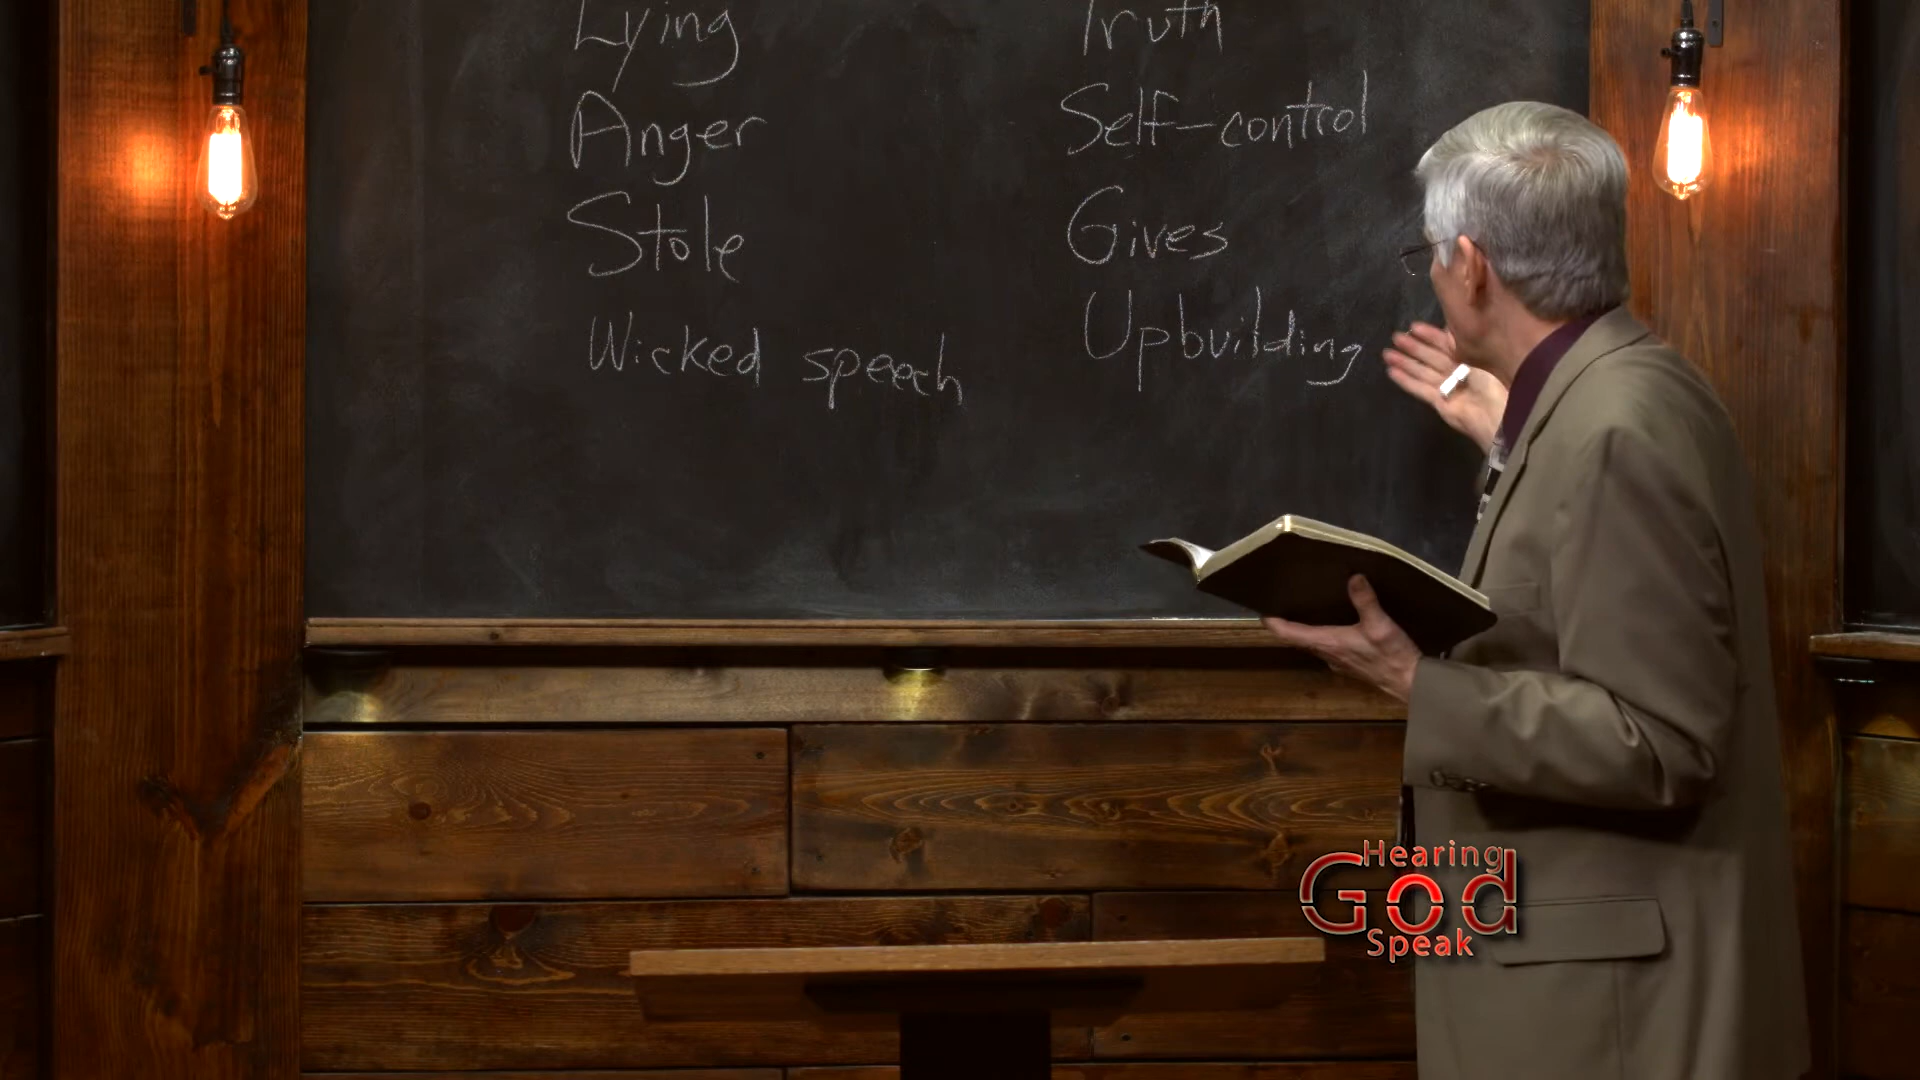 Lying Truth
Anger Self-control
Stole Gives
Wicked speech Upbuilding
Hearing
God
Speak